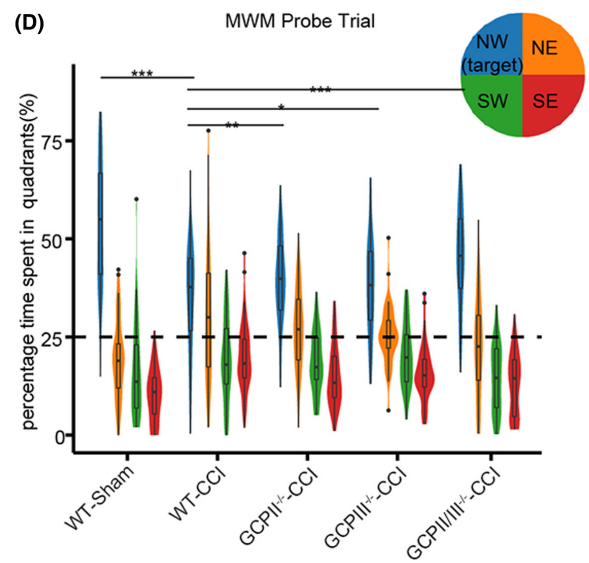 (D)
MWM Probe Trial
NW
(target)
NE
SW
SE
***
***
*
**
percentage time spent in quadrants(%)
75
50
25
0
WT-Sham
WT-CCI
GCPII⁻/⁻-CCI
GCPIII⁻/⁻-CCI
GCPII/III⁻/⁻-CCI